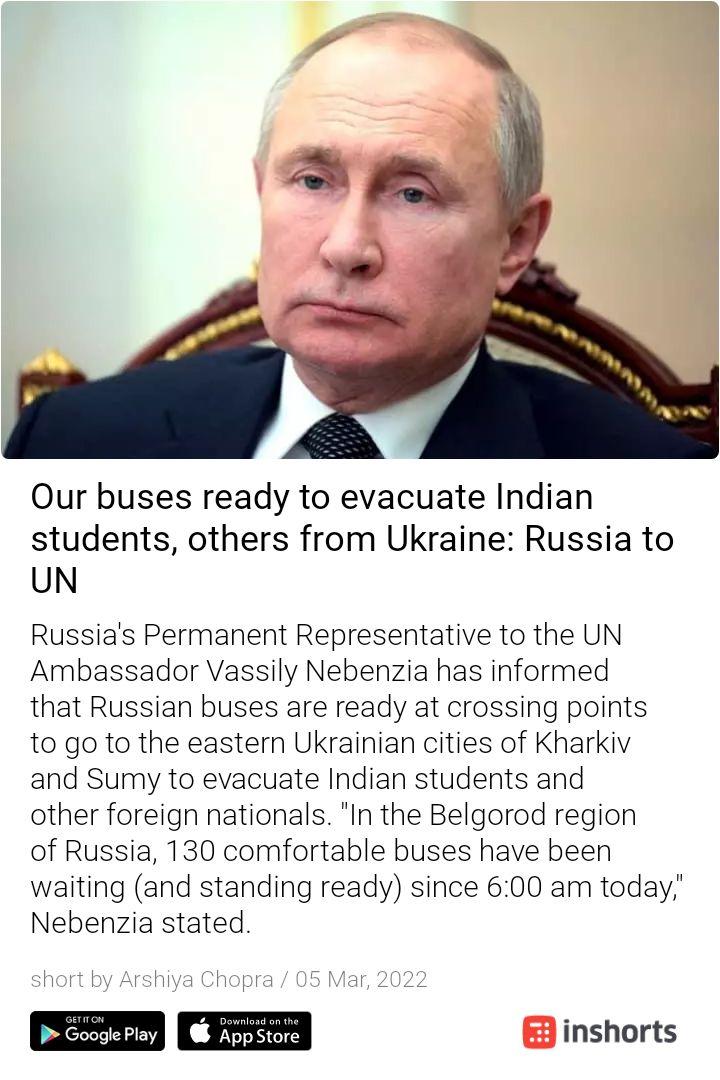 Our buses ready to evacuate Indian
students, others from Ukraine: Russia to
UN
Russia's Permanent Representative to the UN
Ambassador Vassily Nebenzia has informed
that Russian buses are ready at crossing points
to go to the eastern Ukrainian cities of Kharkiv
and Sumy to evacuate Indian students and
other foreign nationals. "In the Belgorod region
of Russia, 130 comfortable buses have been
waiting (and standing ready) since 6:00 am today,"
Nebenzia stated.
short by Arshiya Chopra / 05 Mar, 2022
GET IT ON
Google Play
Download on the
App Store
inshorts